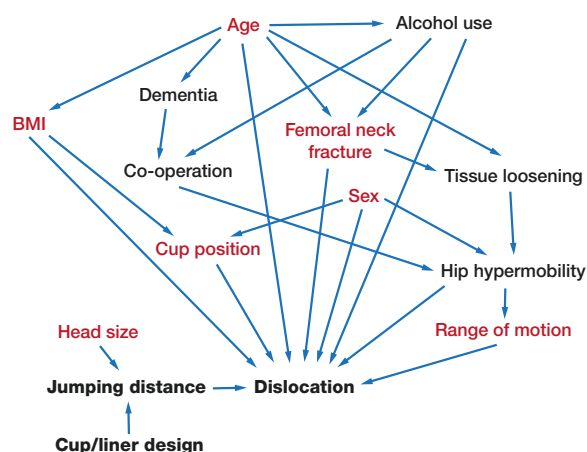 Age
Alcohol use
Dementia
BMI
Femoral neck
fracture
Co-operation
Tissue loosening
Sex
Cup position
Hip hypermobility
Head size
Range of motion
Jumping distance
Dislocation
Cup/liner design